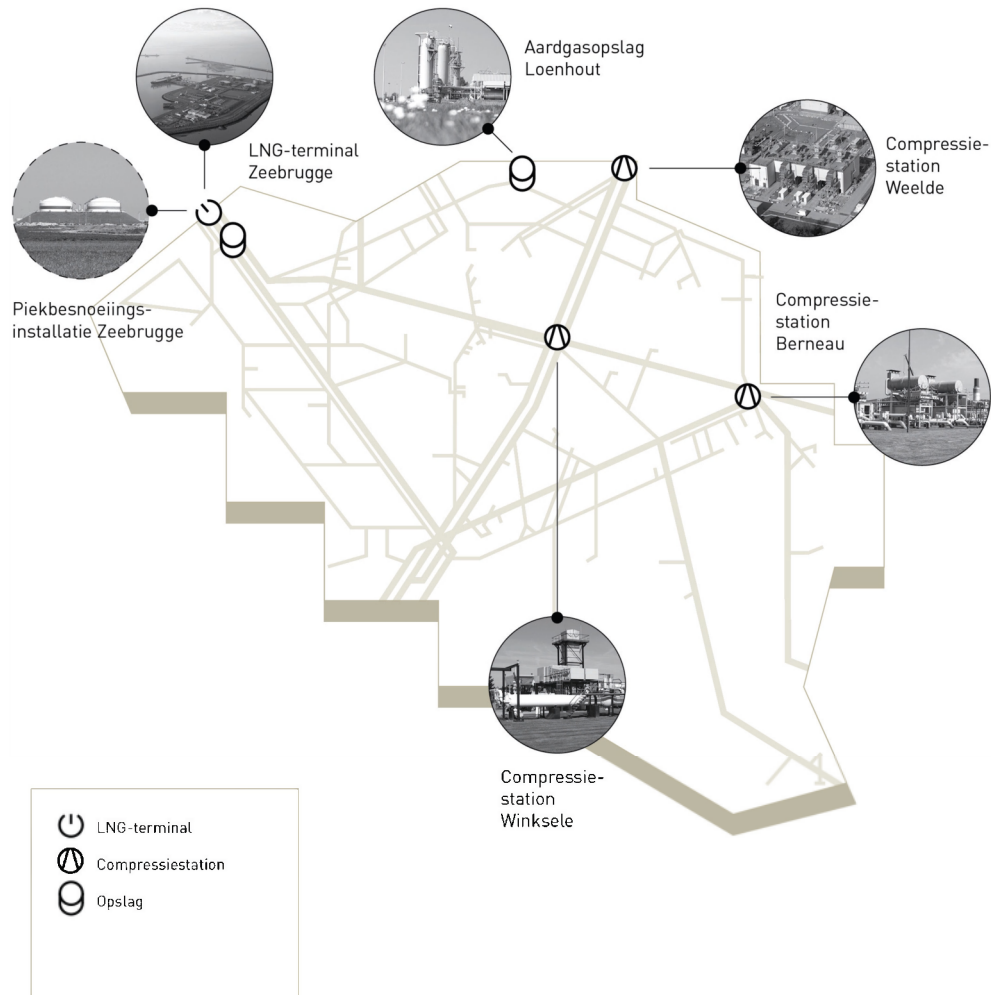 Aardgasopslag
Loenhout
LNG-terminal
Zeebrugge
Compressie-
station
Weelde
Piekbesnoeiings-
installatie Zeebrugge
Compressie-
station
Berneau
Compressie-
station
Winksele
LNG-terminal
Compressiestation
Opslag